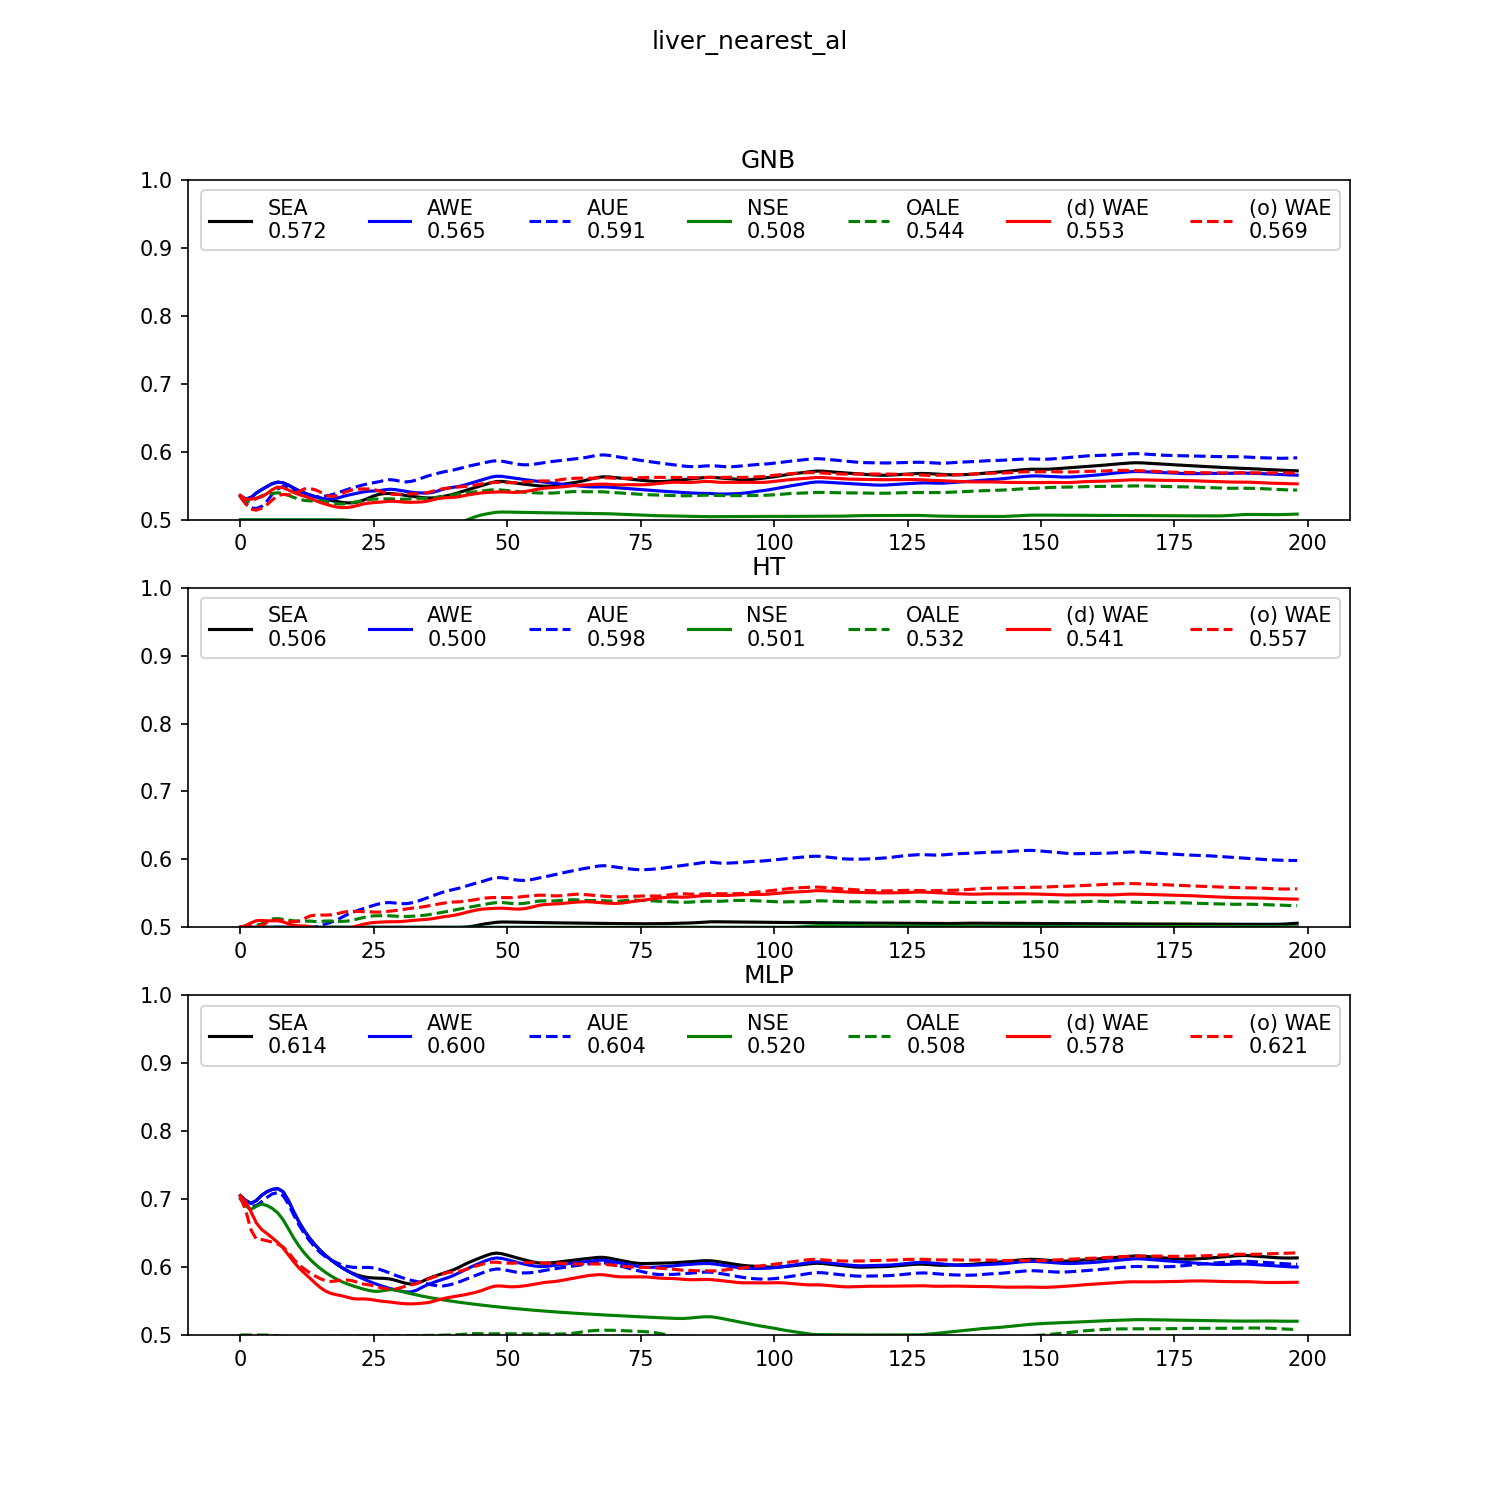 liver_nearest_al
GNB
SEA AWE AUE NSE OALE (d) WAE (o) WAE
0.572 0.565 0.591 0.508 0.544 0.553 0.569
1.0
0.9
0.8
0.7
0.6
0.5
0 25 50 75 100 125 150 175 200
HT
SEA AWE AUE NSE OALE (d) WAE (o) WAE
0.506 0.500 0.598 0.501 0.532 0.541 0.557
1.0
0.9
0.8
0.7
0.6
0.5
0 25 50 75 100 125 150 175 200
MLP
SEA AWE AUE NSE OALE (d) WAE (o) WAE
0.614 0.600 0.604 0.520 0.508 0.578 0.621
1.0
0.9
0.8
0.7
0.6
0.5
0 25 50 75 100 125 150 175 200